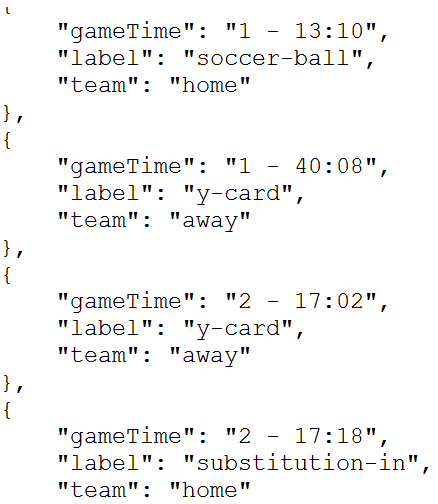 {
"gameTime": "1 - 13:10",
"label": "soccer-ball",
"team": "home"
},
{
"gameTime": "1 - 40:08",
"label": "y-card",
"team": "away"
},
{
"gameTime": "2 - 17:02",
"label": "y-card",
"team": "away"
},
{
"gameTime": "2 - 17:18",
"label": "substitution-in",
"team": "home"